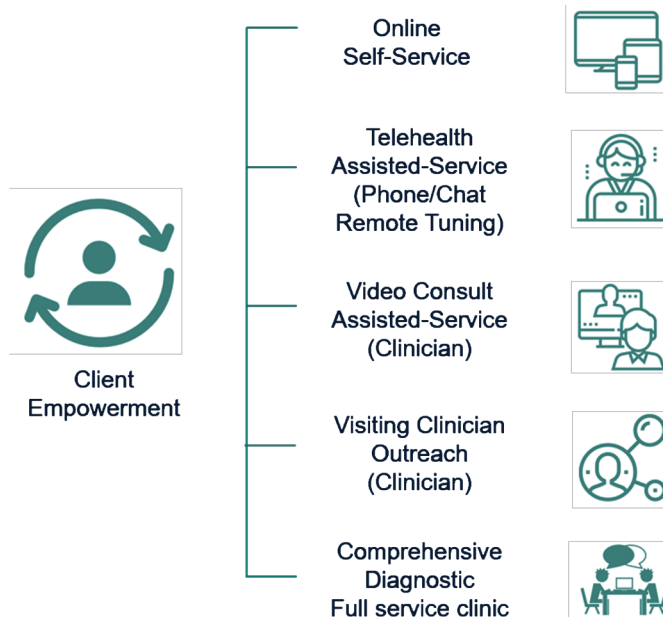 Online
Self-Service
Telehealth
Assisted-Service
(Phone/Chat
Remote Tuning)
Video Consult
Assisted-Service
(Clinician)
Client
Empowerment
Visiting Clinician
Outreach
(Clinician)
Comprehensive
Diagnostic
Full service clinic